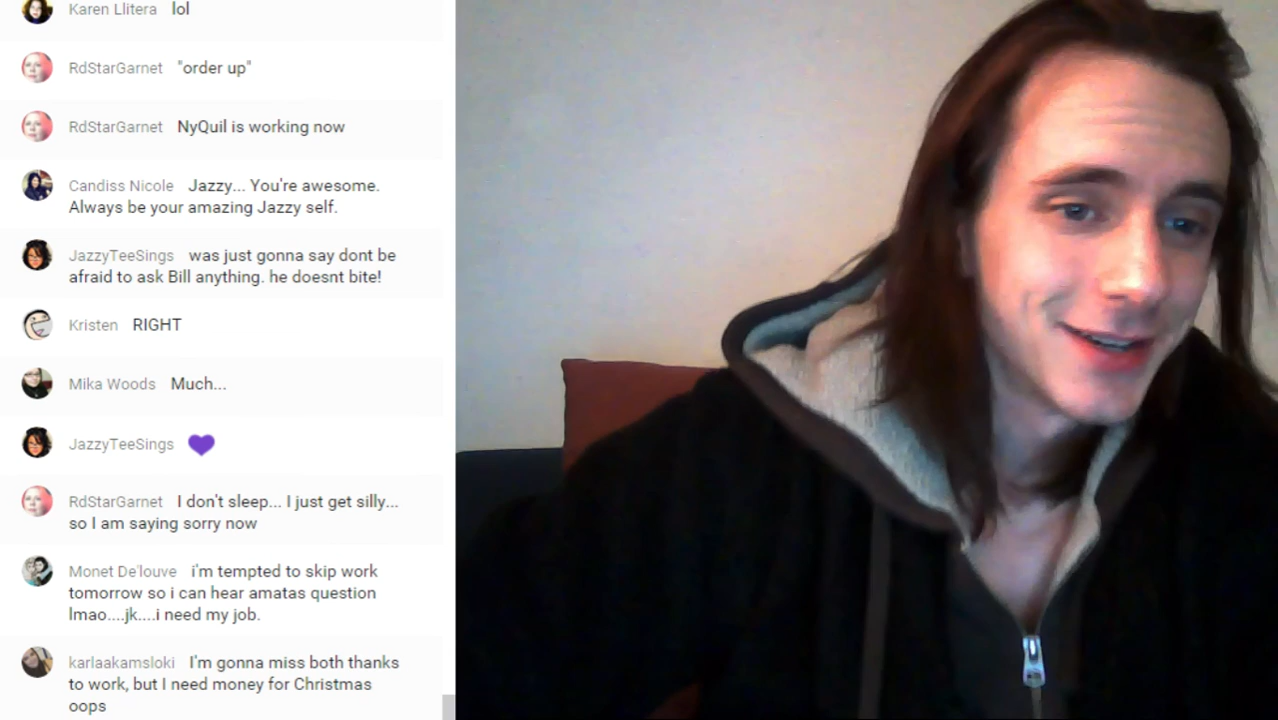 Karen Llitera lol
RdStarGarnet "order up"
RdStarGarnet NyQuil is working now
Candiss Nicole Jazzy... You're awesome.
Always be your amazing Jazzy self.
JazzyTeeSings was just gonna say dont be
afraid to ask Bill anything. he doesnt bite!
Kristen RIGHT
Mika Woods Much...
JazzyTeeSings 💜
RdStarGarnet I don't sleep... I just get silly...
so I am saying sorry now
Monet De'louve i'm tempted to skip work
tomorrow so i can hear amatas question
lmao....jk....i need my job.
karlaakamsloki I'm gonna miss both thanks
to work, but I need money for Christmas
oops